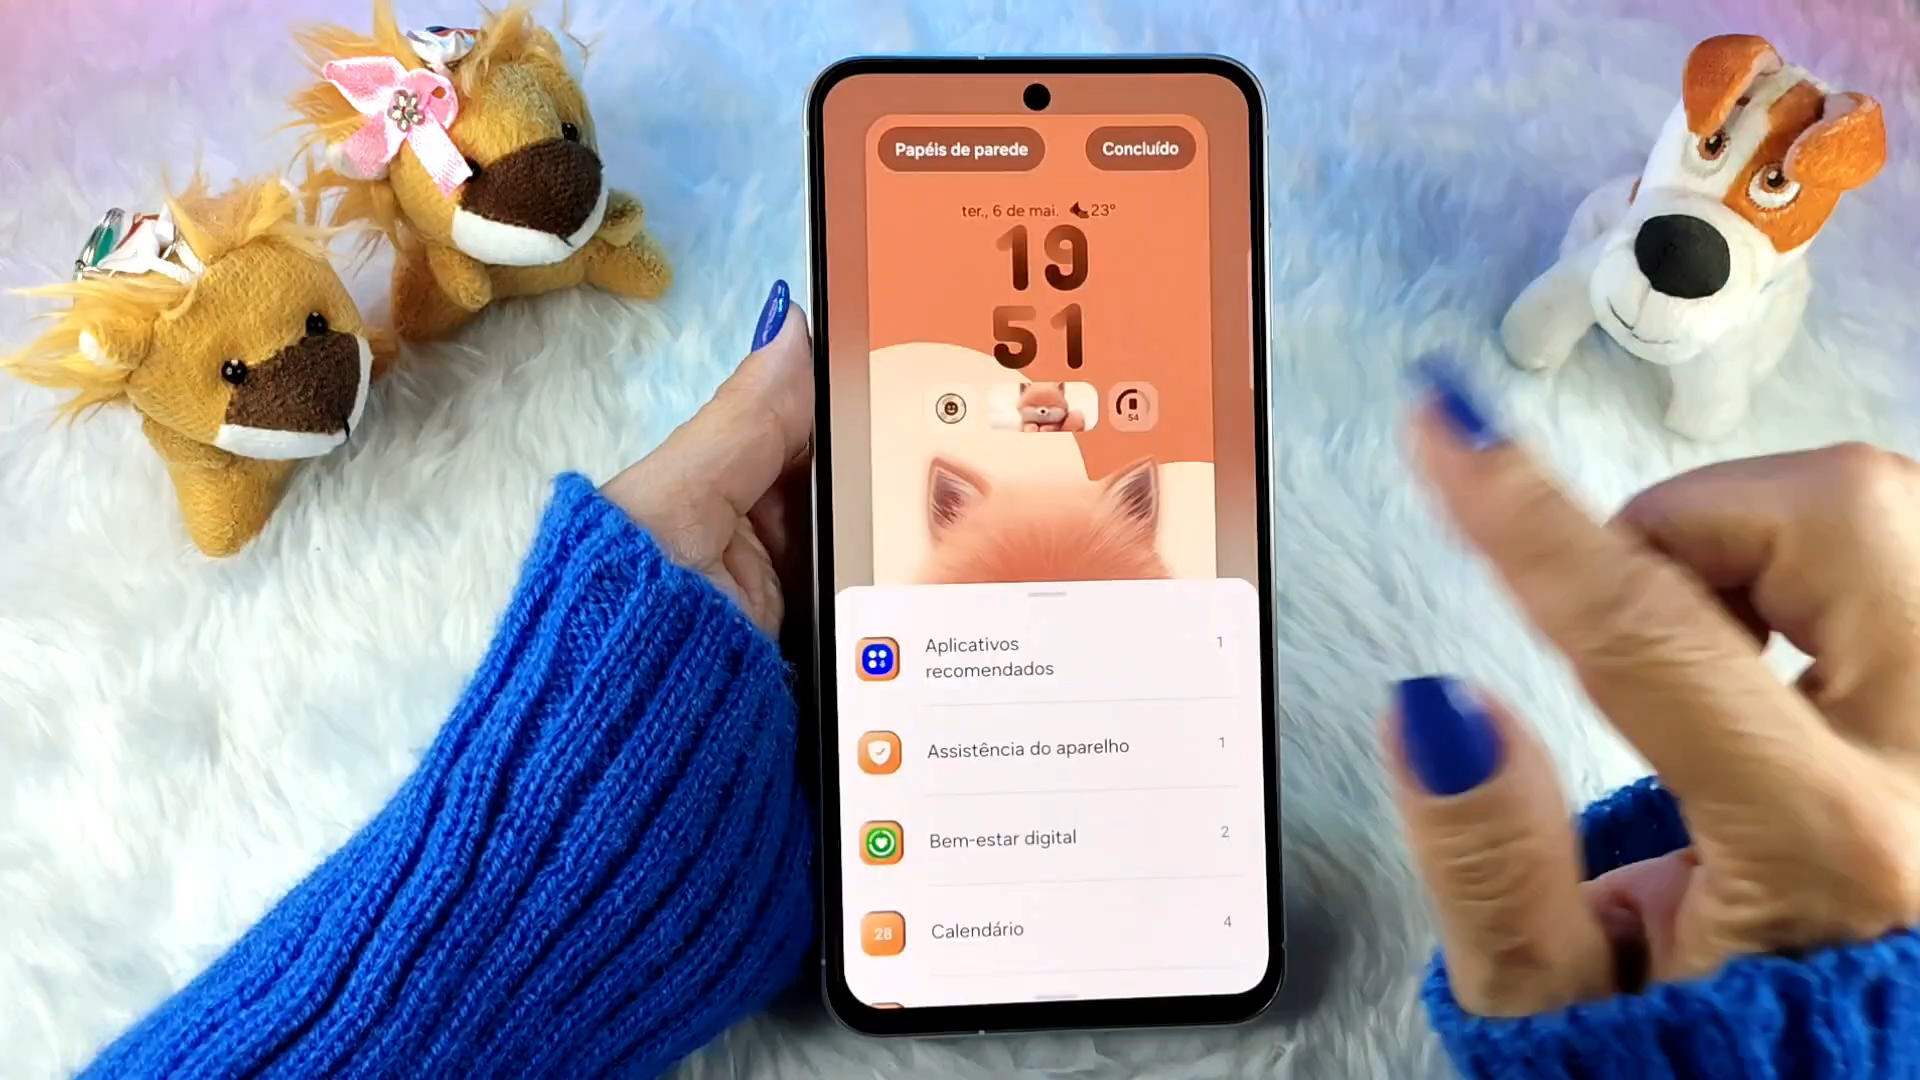 Papéis de parede
Concluído
ter., 6 de mai. 23°
19
51
54
Aplicativos
recomendados
1
Assistência do aparelho
1
Bem-estar digital
2
28
Calendário
4